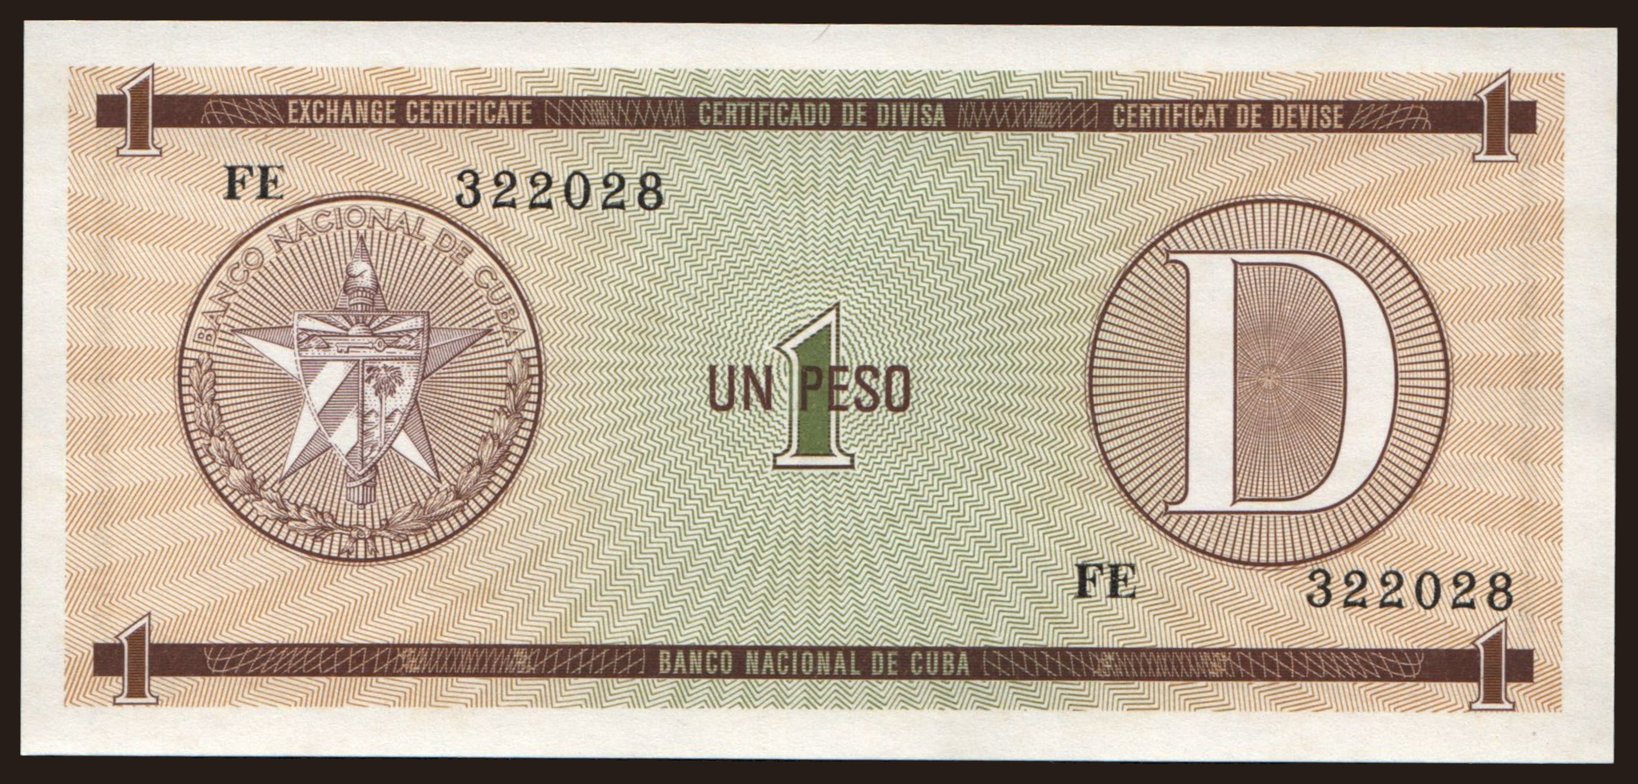 1 EXCHANGE CERTIFICATE CERTIFICADO DE DIVISA CERTIFICAT DE DEVISE 1
FE 322028
BANCO NACIONAL DE CUBA
UN 1 PESO
D
FE 322028
1 BANCO NACIONAL DE CUBA 1